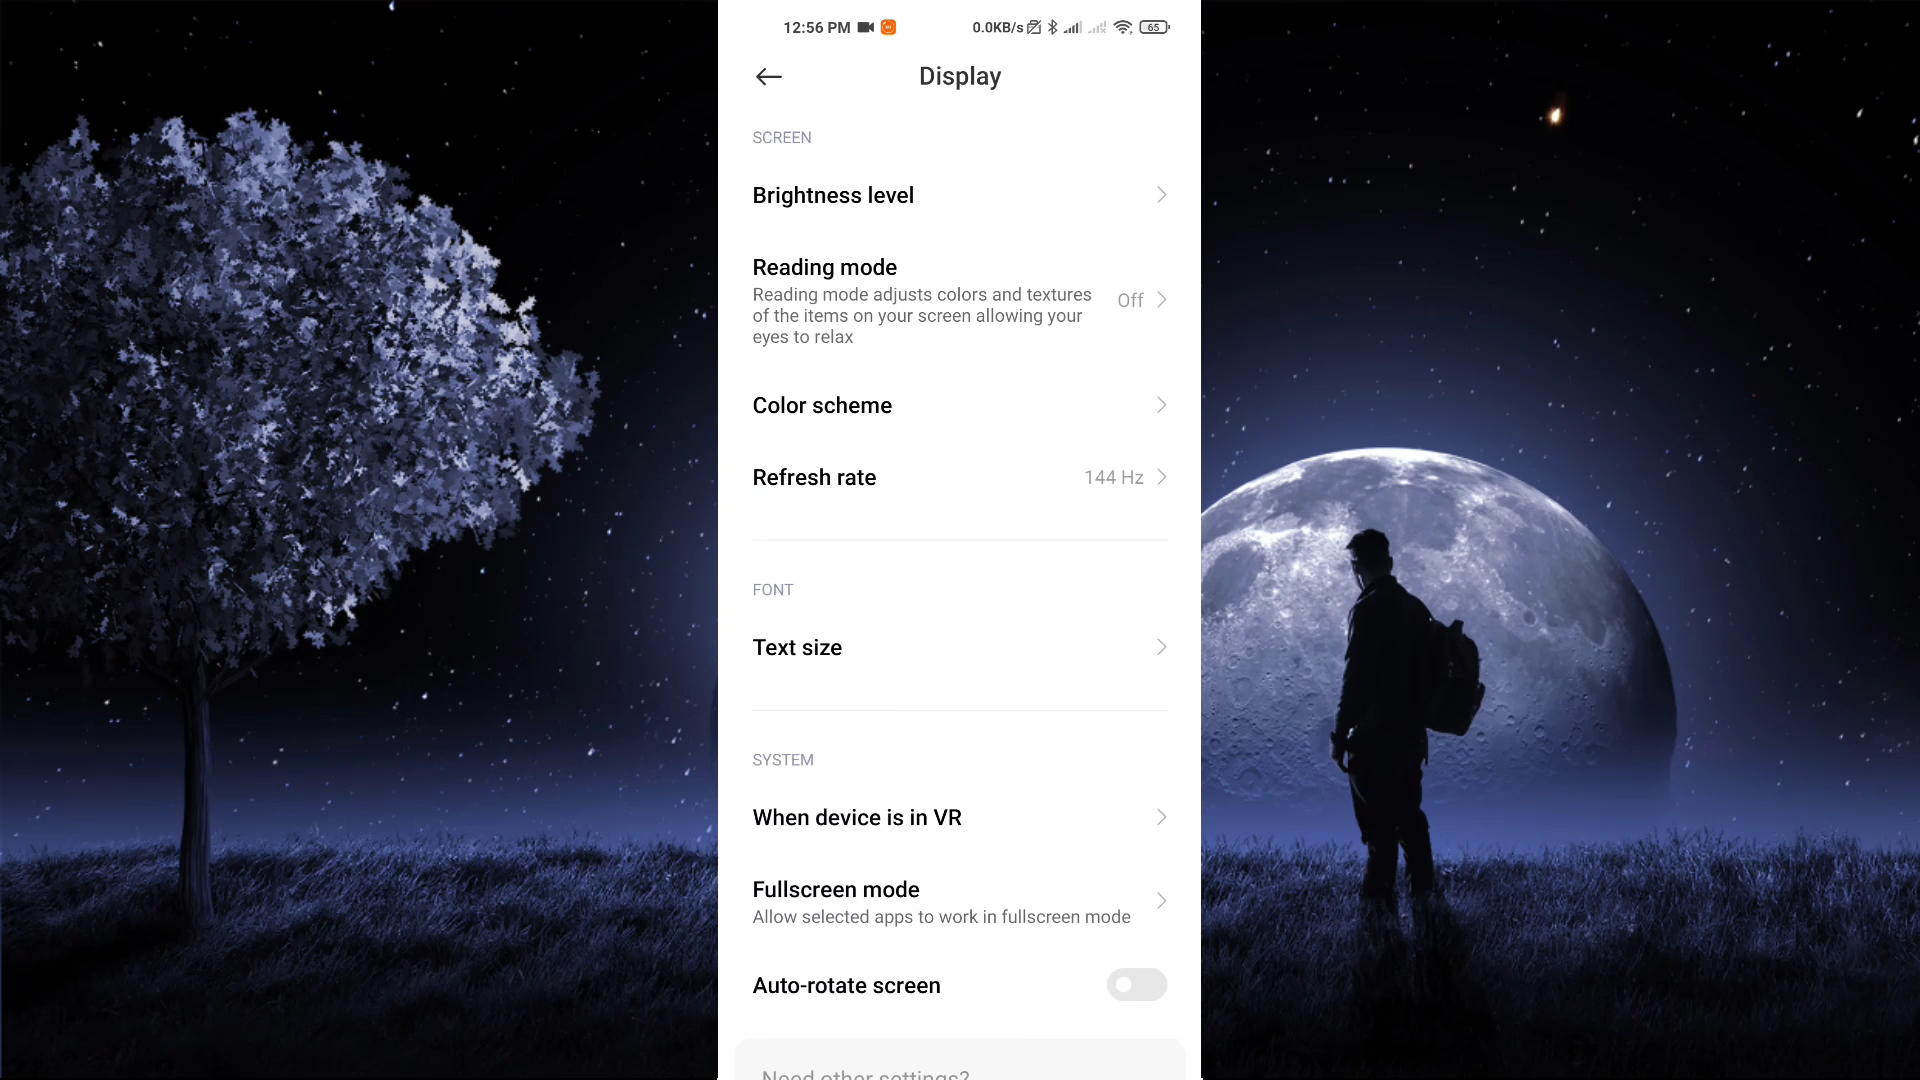 12:56 PM 0.0KB/s 65
Display
SCREEN
Brightness level
Reading mode
Reading mode adjusts colors and textures
of the items on your screen allowing your
eyes to relax
Off
Color scheme
Refresh rate 144 Hz
FONT
Text size
SYSTEM
When device is in VR
Fullscreen mode
Allow selected apps to work in fullscreen mode
Auto-rotate screen
Need other settings?